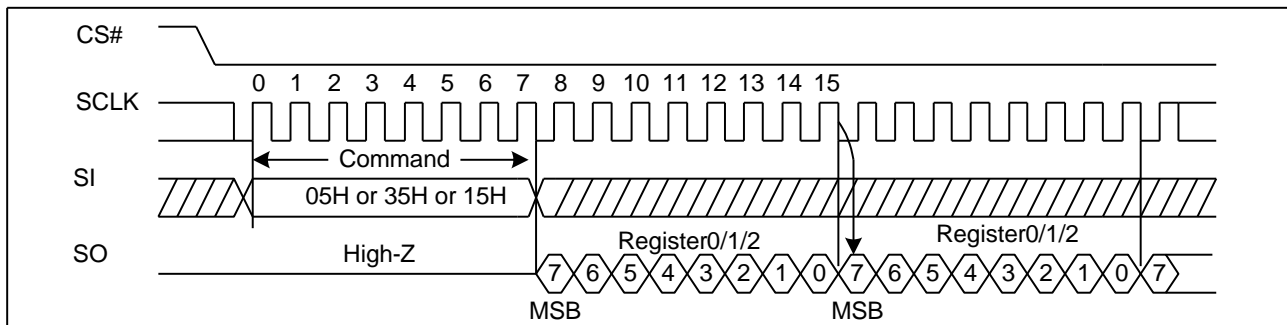 CS#
0 1 2 3 4 5 6 7 8 9 10 11 12 13 14 15
SCLK
Command
SI
05H or 35H or 15H
Register0/1/2 Register0/1/2
SO High-Z
7 6 5 4 3 2 1 0 7 6 5 4 3 2 1 0 7
MSB MSB